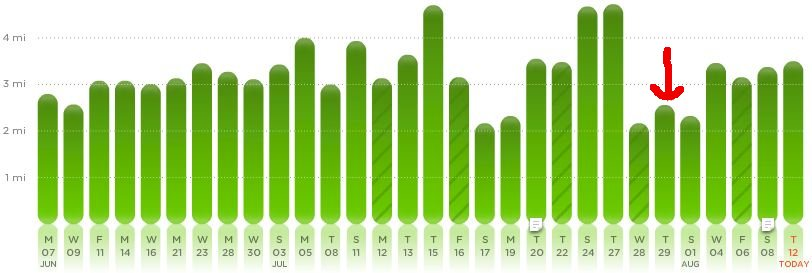 4 mi
3 mi
2 mi
1 mi
M W F M W M W M W S M T S M T T F S M T T S T W T S W F S T
07 09 11 14 16 21 23 28 30 03 05 08 11 12 13 15 16 17 19 20 22 24 27 28 29 01 04 06 08 12
JUN JUL AUG TODAY